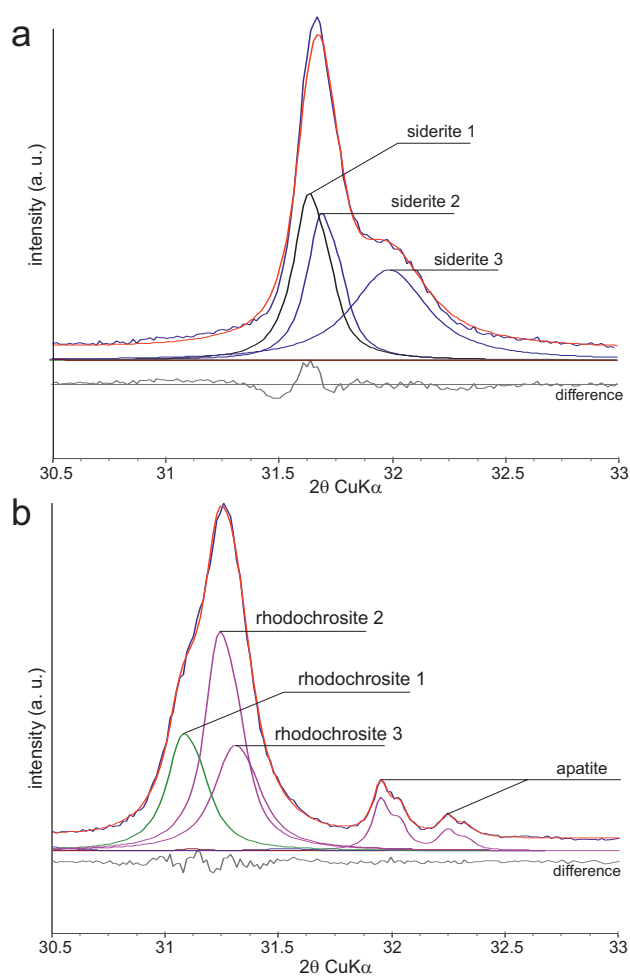 a
siderite 1
siderite 2
siderite 3
intensity (a. u.)
difference
30.5 31 31.5 32 32.5 33
2θ CuKα
b
rhodochrosite 2
rhodochrosite 1
rhodochrosite 3
apatite
intensity (a. u.)
difference
30.5 31 31.5 32 32.5 33
2θ CuKα